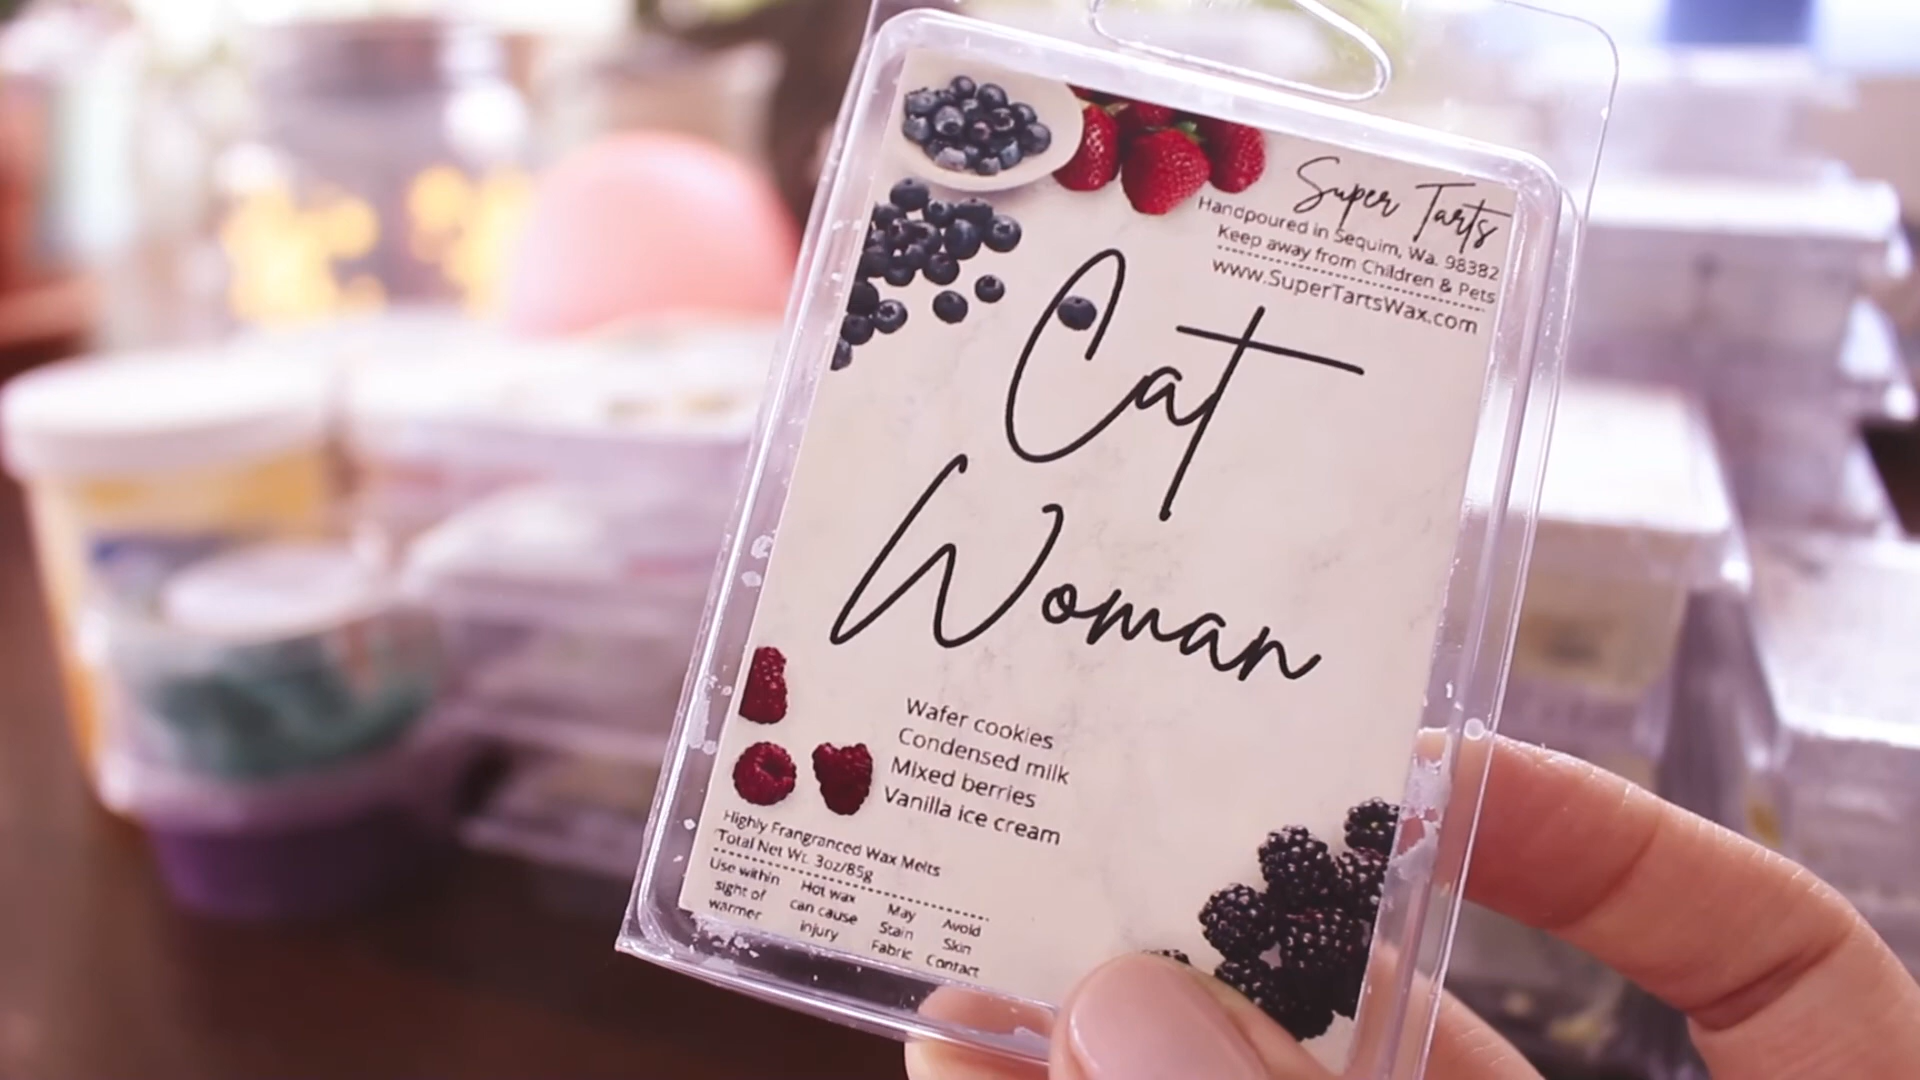 Super Tarts
Handpoured in Sequim, Wa. 98382
Keep away from Children & Pets
www.SuperTartsWax.com
Cat
Woman
Wafer cookies
Condensed milk
Mixed berries
Vanilla ice cream
Highly Frangranced Wax Melts
Total Net Wt. 3oz/85g
Use within
sight of
warmer
Hot wax
can cause
injury
May
Stain
Fabric
Avoid
Skin
Contact